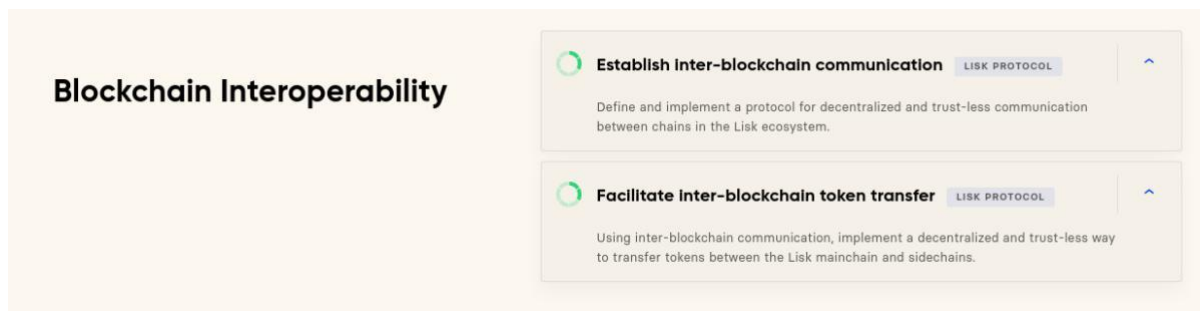 Blockchain Interoperability
Establish inter-blockchain communication LISK PROTOCOL
Define and implement a protocol for decentralized and trust-less communication
between chains in the Lisk ecosystem.
Facilitate inter-blockchain token transfer LISK PROTOCOL
Using inter-blockchain communication, implement a decentralized and trust-less way
to transfer tokens between the Lisk mainchain and sidechains.